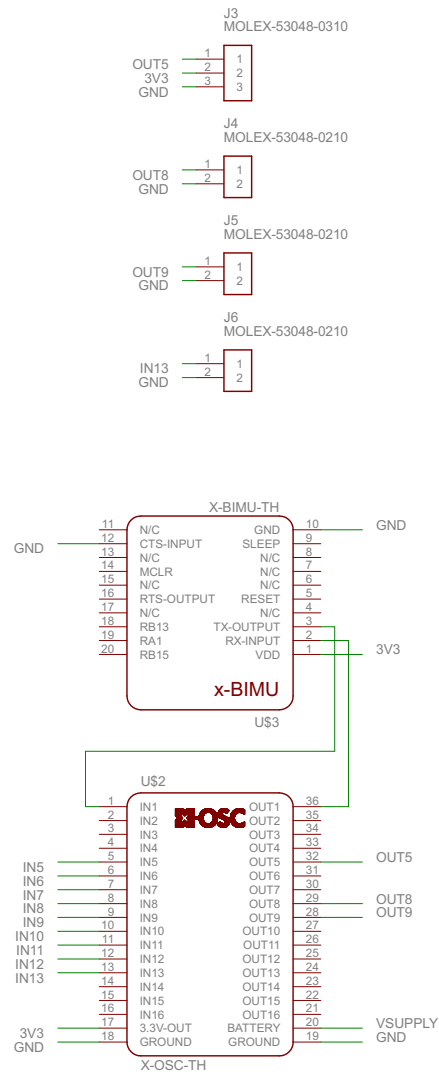 J3
MOLEX-53048-0310
OUT5 1 1
3V3 2 2
GND 3 3
J4
MOLEX-53048-0210
OUT8 1 1
GND 2 2
J5
MOLEX-53048-0210
OUT9 1 1
GND 2 2
J6
MOLEX-53048-0210
IN13 1 1
GND 2 2
X-BIMU-TH
11 N/C GND 10 GND
GND 12 CTS-INPUT SLEEP 9
13 N/C N/C 8
14 MCLR N/C 7
15 N/C N/C 6
16 RTS-OUTPUT RESET 5
17 N/C N/C 4
18 RB13 TX-OUTPUT 3
19 RA1 RX-INPUT 2
20 RB15 VDD 1 3V3
x-BIMU
U$3
U$2
1 IN1 X-OSC OUT1 36
2 IN2 OUT2 35
3 IN3 OUT3 34
4 IN4 OUT4 33
IN5 5 IN5 OUT5 32 OUT5
IN6 6 IN6 OUT6 31
IN7 7 IN7 OUT7 30
IN8 8 IN8 OUT8 29 OUT8
IN9 9 IN9 OUT9 28 OUT9
IN10 10 IN10 OUT10 27
IN11 11 IN11 OUT11 26
IN12 12 IN12 OUT12 25
IN13 13 IN13 OUT13 24
14 IN14 OUT14 23
15 IN15 OUT15 22
16 IN16 OUT16 21
3V3 17 3.3V-OUT BATTERY 20 VSUPPLY
GND 18 GROUND GROUND 19 GND
X-OSC-TH